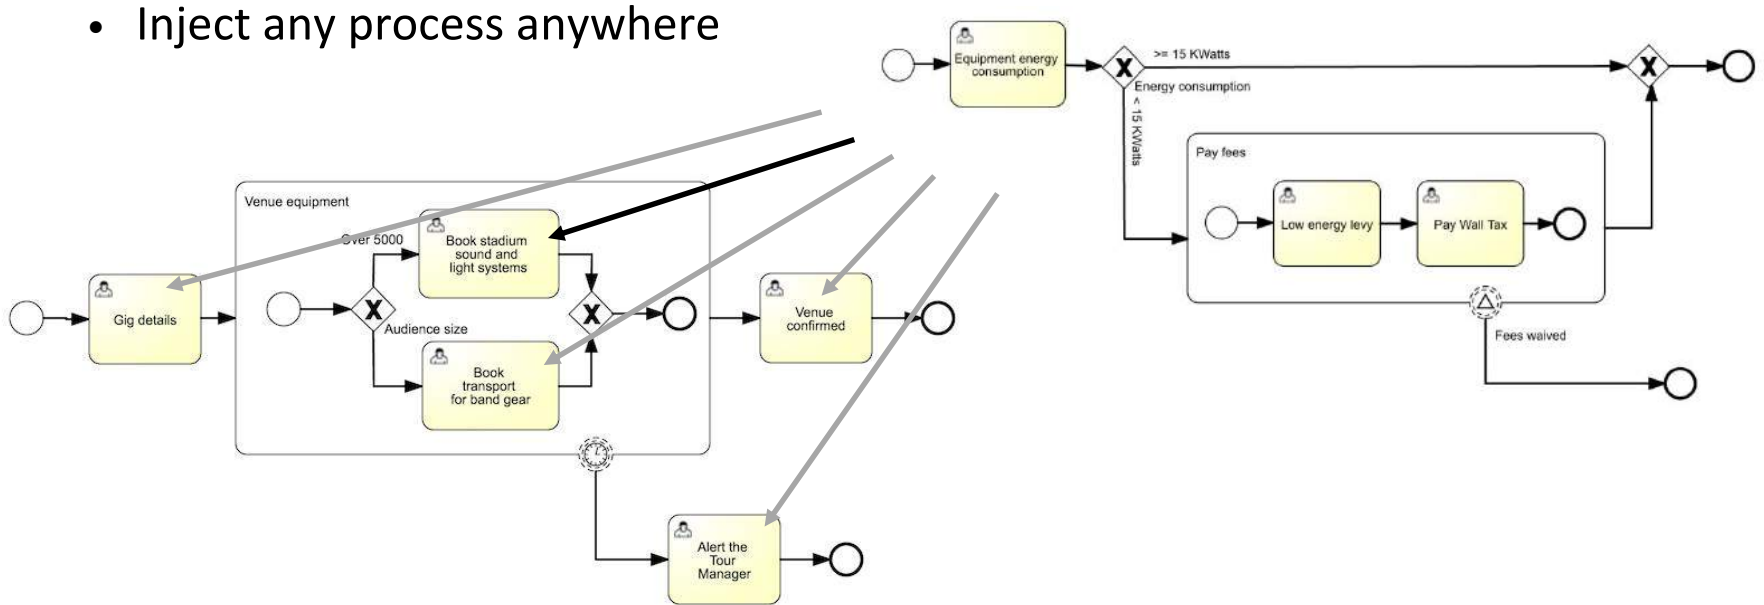 • Inject any process anywhere
Equipment energy
consumption
>= 15 KWatts
Energy consumption
< 15 KWatts
Pay fees
Low energy levy
Pay Wall Tax
Fees waived
Venue equipment
Over 5000
Book stadium
sound and
light systems
Gig details
Audience size
Venue
confirmed
Book
transport
for band gear
Alert the
Tour
Manager